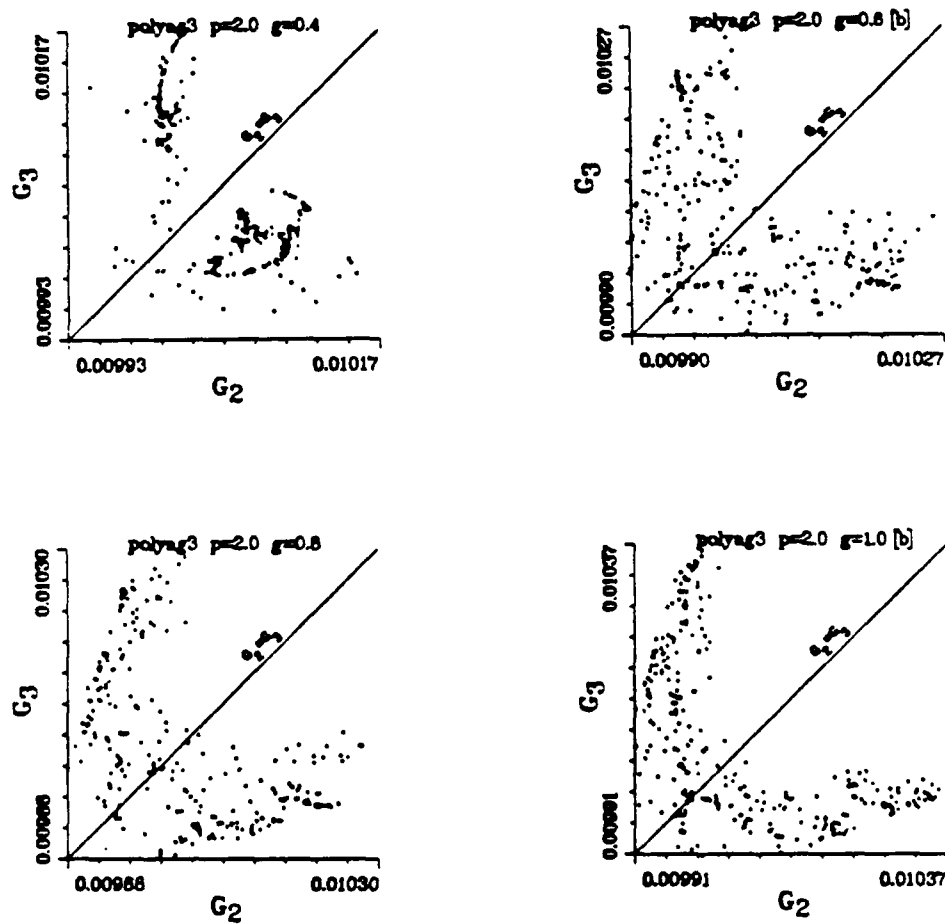 polyag3 p=2.0 g=0.4
0.01017
G3
0.00993
0.00993 0.01017
G2
polyag3 p=2.0 g=0.6 [b]
0.01027
G3
0.00990
0.00990 0.01027
G2
polyag3 p=2.0 g=0.8
0.01030
G3
0.00988
0.00988 0.01030
G2
polyag3 p=2.0 g=1.0 [b]
0.01037
G3
0.00991
0.00991 0.01037
G2